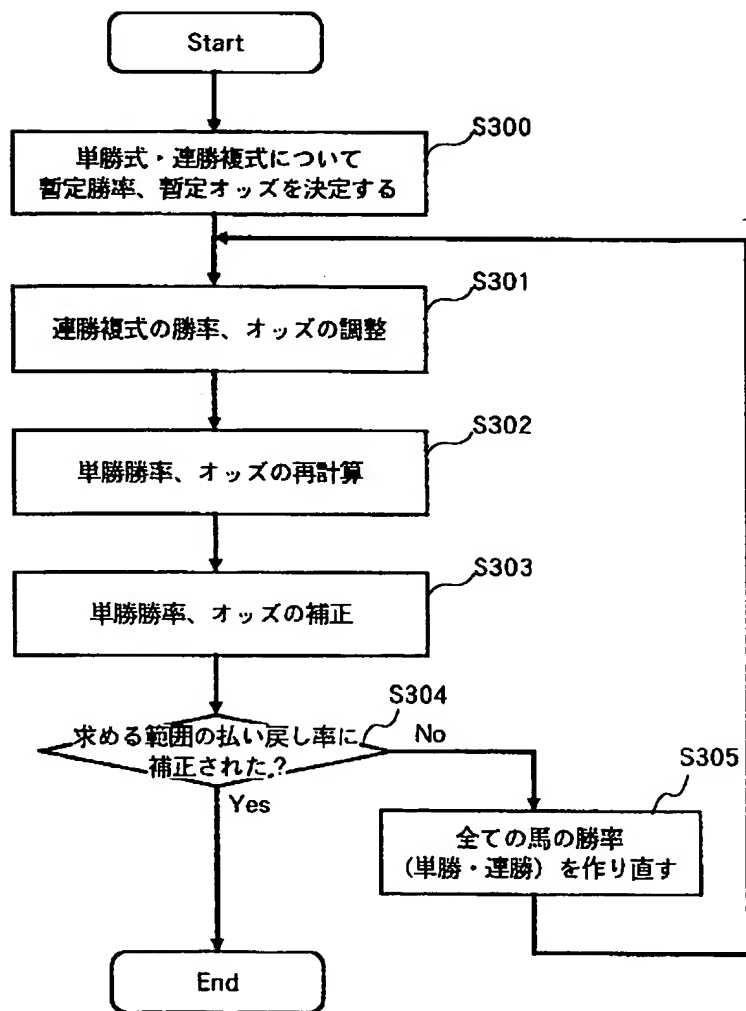 Start
S300
単勝式・連勝複式について
暫定勝率、暫定オッズを決定する
S301
連勝複式の勝率、オッズの調整
S302
単勝勝率、オッズの再計算
S303
単勝勝率、オッズの補正
S304
求める範囲の払い戻し率に
補正された?
No
Yes
S305
全ての馬の勝率
(単勝・連勝)を作り直す
End